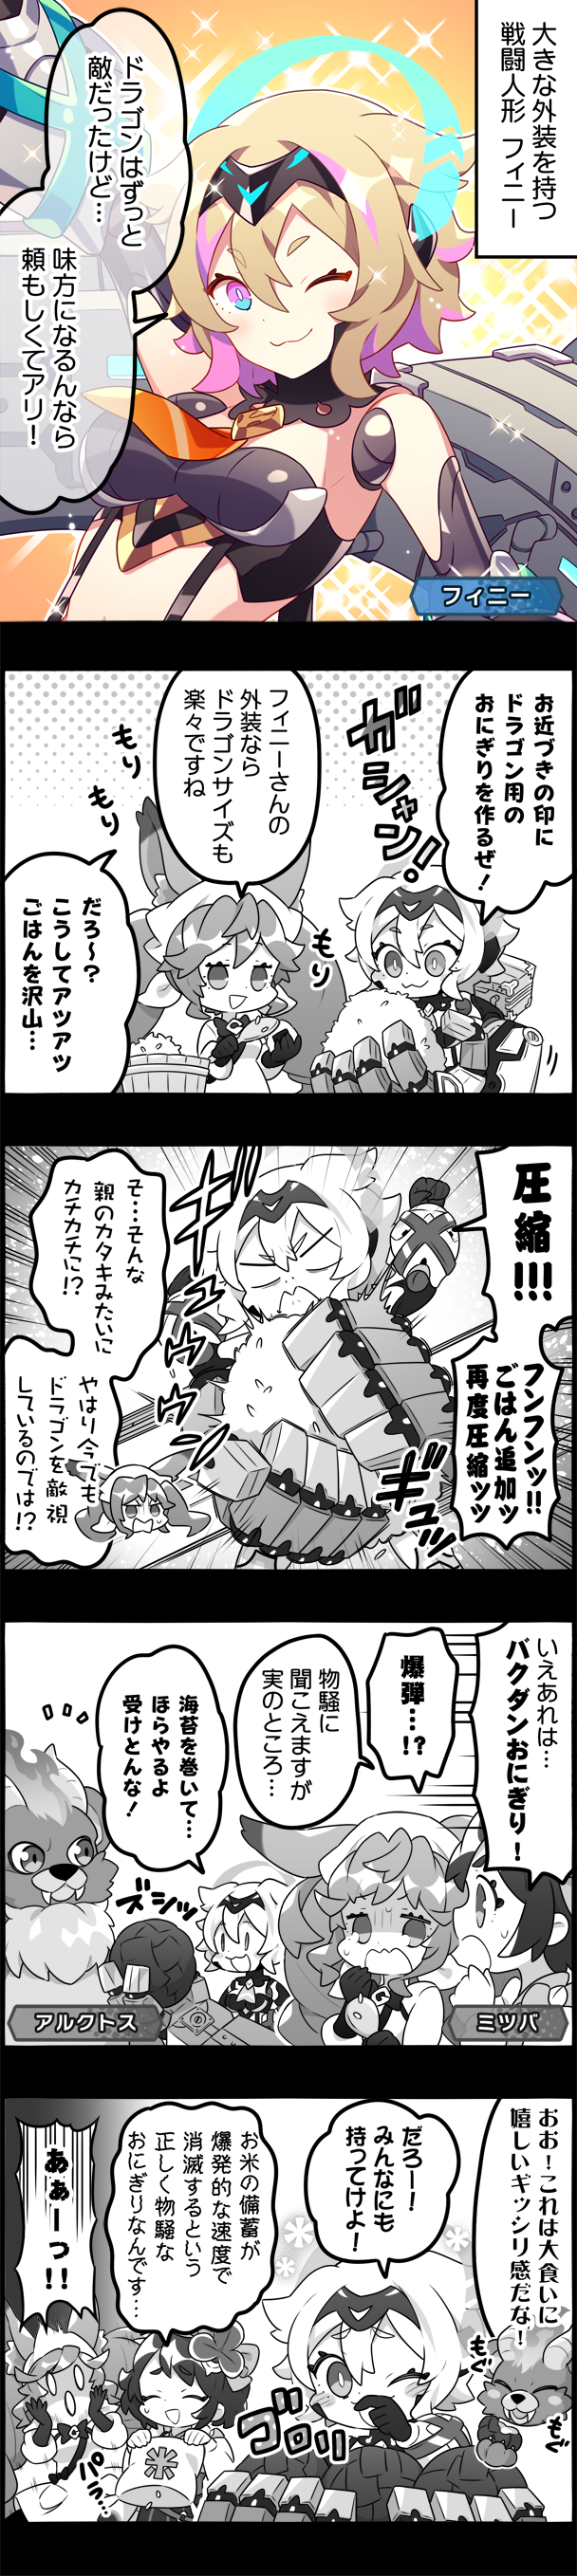 大きな外装を持つ
戦闘人形 フィニー
ドラゴンはずっと
敵だったけど…
味方になるんなら
頼もしくてアリ!
フィニー
お近づきの印に
ドラゴン用の
おにぎりを作るぜ!
ガシャン!
フィニーさんの
外装なら
ドラゴンサイズも
楽々ですね
もり
もり
もり
だろ〜?
こうしてアツアツ
ごはんを沢山…
圧縮!!!
フンフンッ!!
ごはん追加ッ
再度圧縮ッッ
ギュウゥゥ…
ギュッ
そ…そんな
親のカタキみたいに
カチカチに!?
やはり今でも
ドラゴンを敵視
しているのでは!?
いえあれは…
バクダンおにぎり!
爆弾…!?
物騒に
聞こえますが
実のところ…
海苔を巻いて…
ほらやるよ
受けとんな!
ズシッ
アルクトス
ミツバ
おお!これは大食いに
嬉しいギッシリ感だな!
もぐ
もぐ
だろー!
みんなにも
持ってけよ!
ゴロリ
お米の備蓄が
爆発的な速度で
消滅するという
正しく物騒な
おにぎりなんです…
米
パラ…
あぁーっ!!